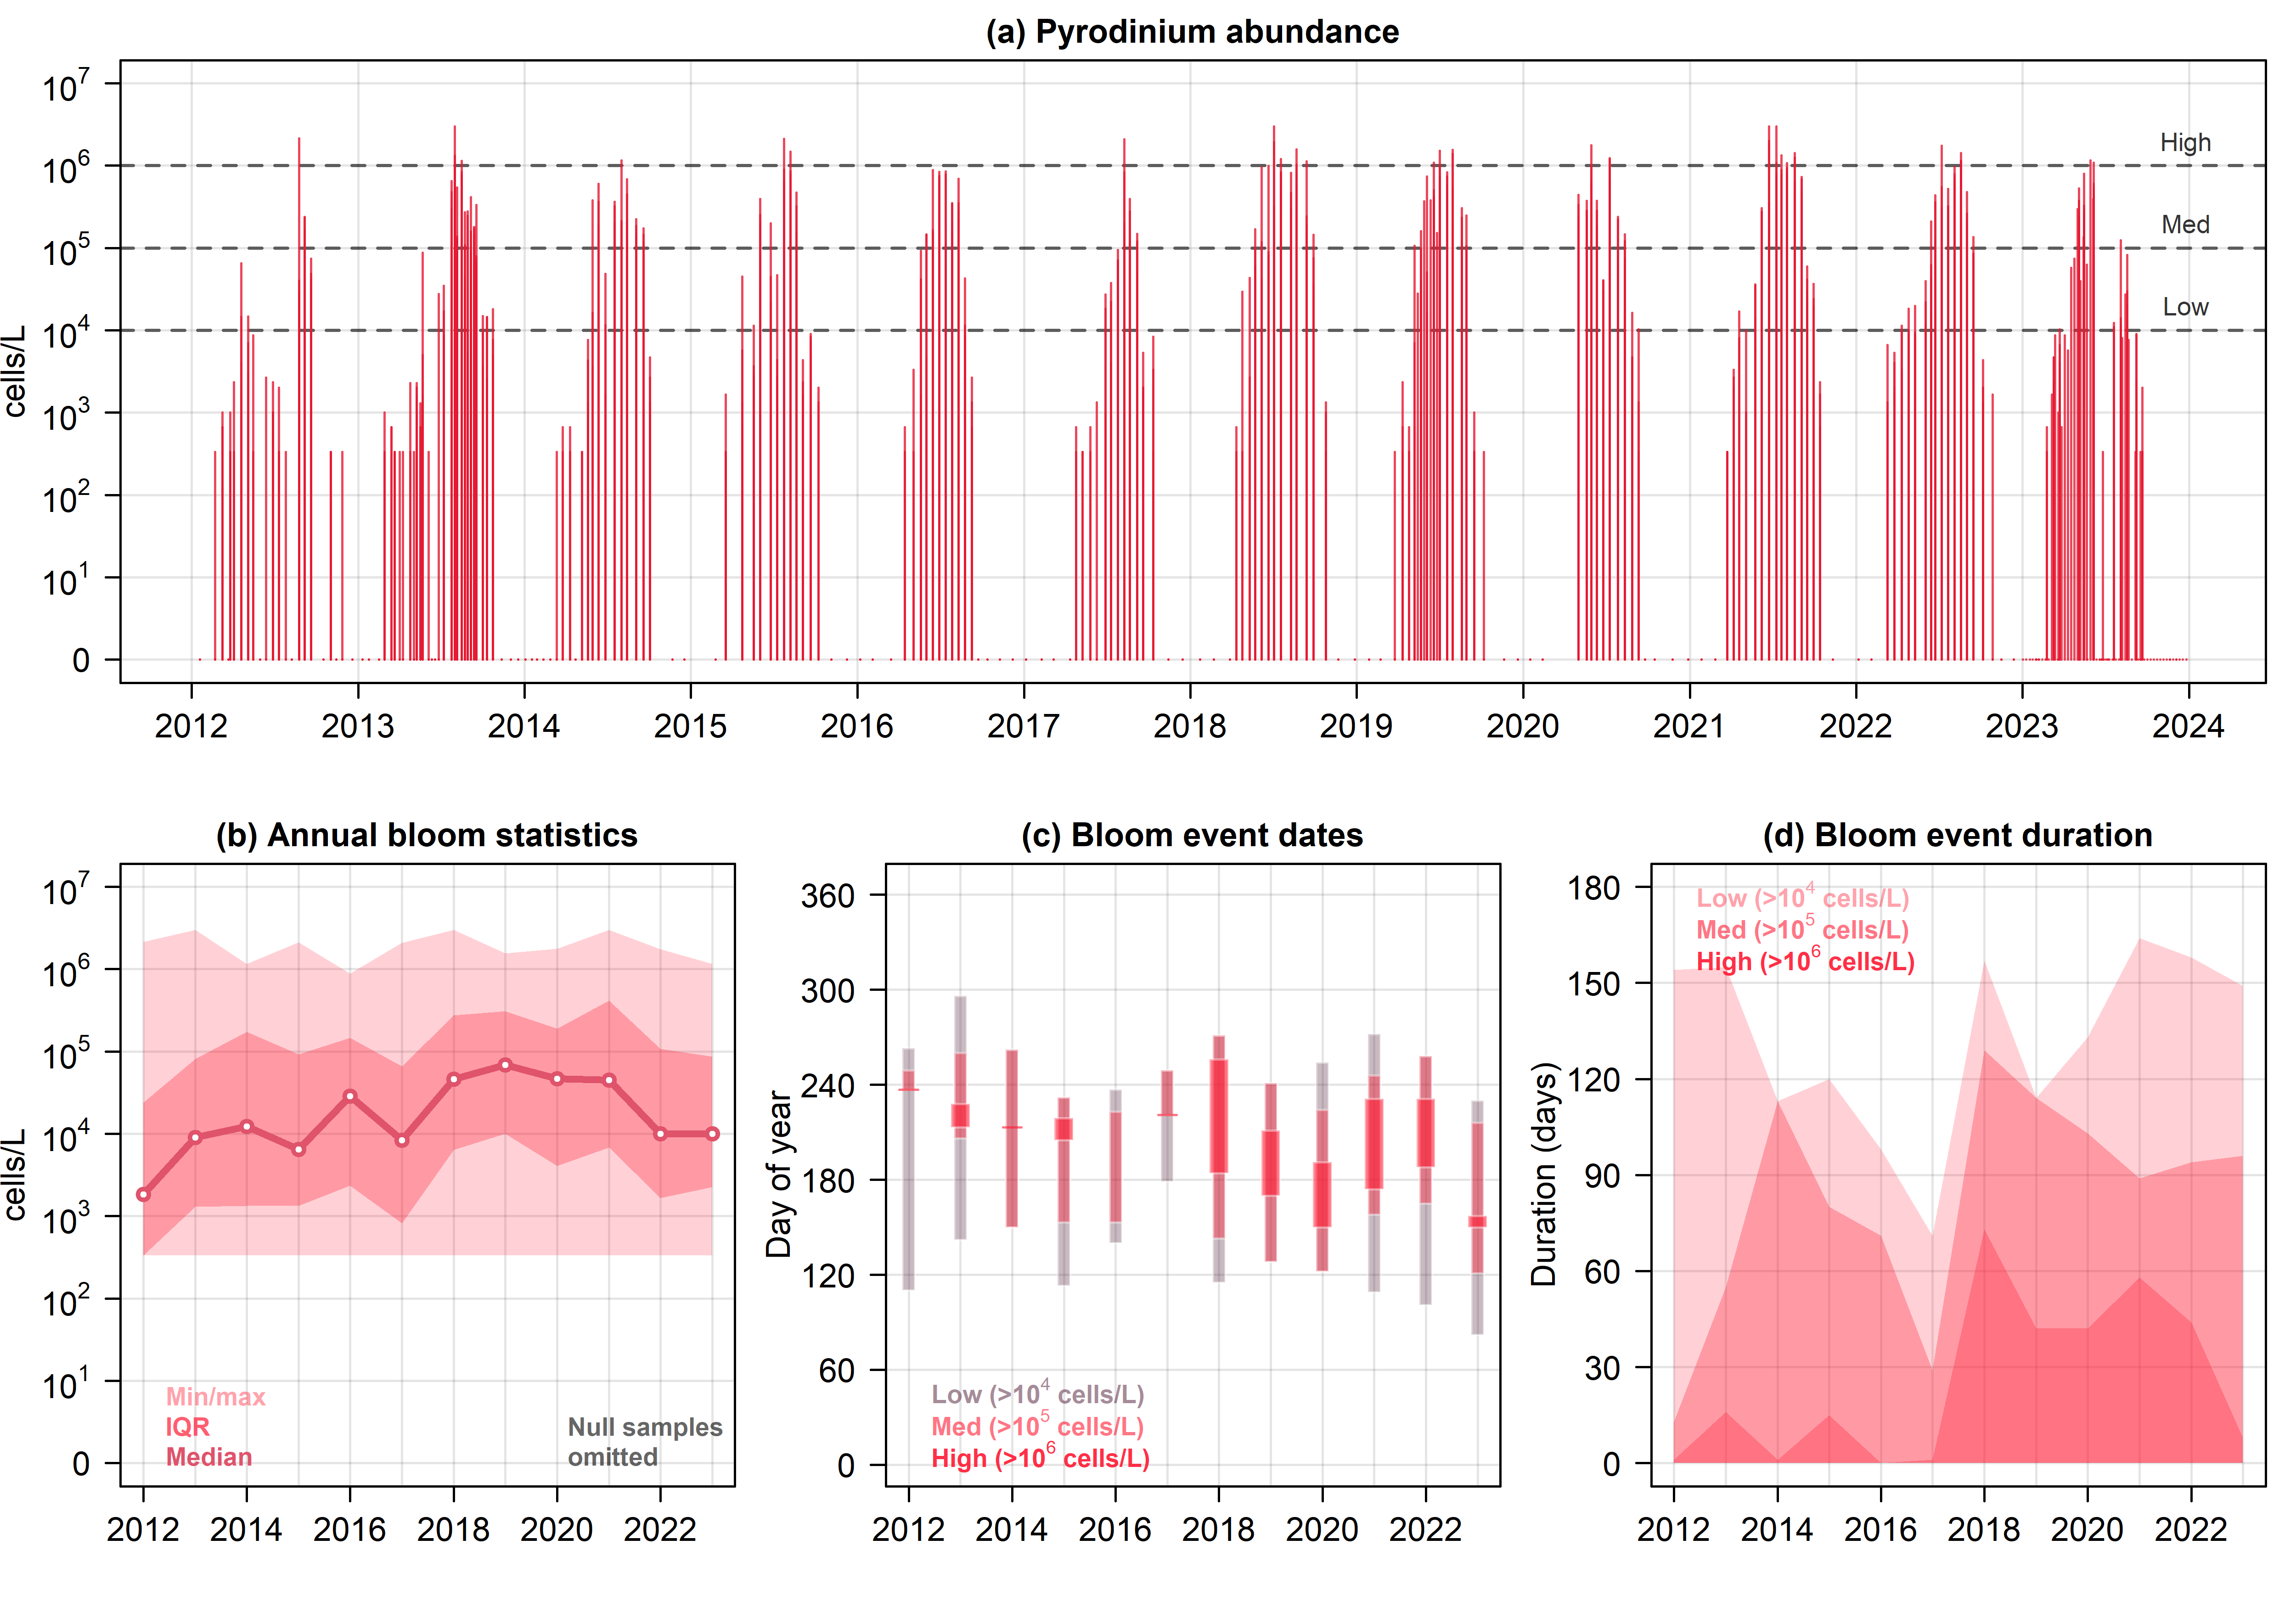 (a) Pyrodinium abundance
cells/L
10^7
10^6
10^5
10^4
10^3
10^2
10^1
0
High
Med
Low
2012 2013 2014 2015 2016 2017 2018 2019 2020 2021 2022 2023 2024
(b) Annual bloom statistics
cells/L
10^7
10^6
10^5
10^4
10^3
10^2
10^1
0
Min/max
IQR
Median
Null samples
omitted
2012 2014 2016 2018 2020 2022
(c) Bloom event dates
Day of year
360
300
240
180
120
60
0
Low (>10^4 cells/L)
Med (>10^5 cells/L)
High (>10^6 cells/L)
2012 2014 2016 2018 2020 2022
(d) Bloom event duration
Duration (days)
180
150
120
90
60
30
0
Low (>10^4 cells/L)
Med (>10^5 cells/L)
High (>10^6 cells/L)
2012 2014 2016 2018 2020 2022